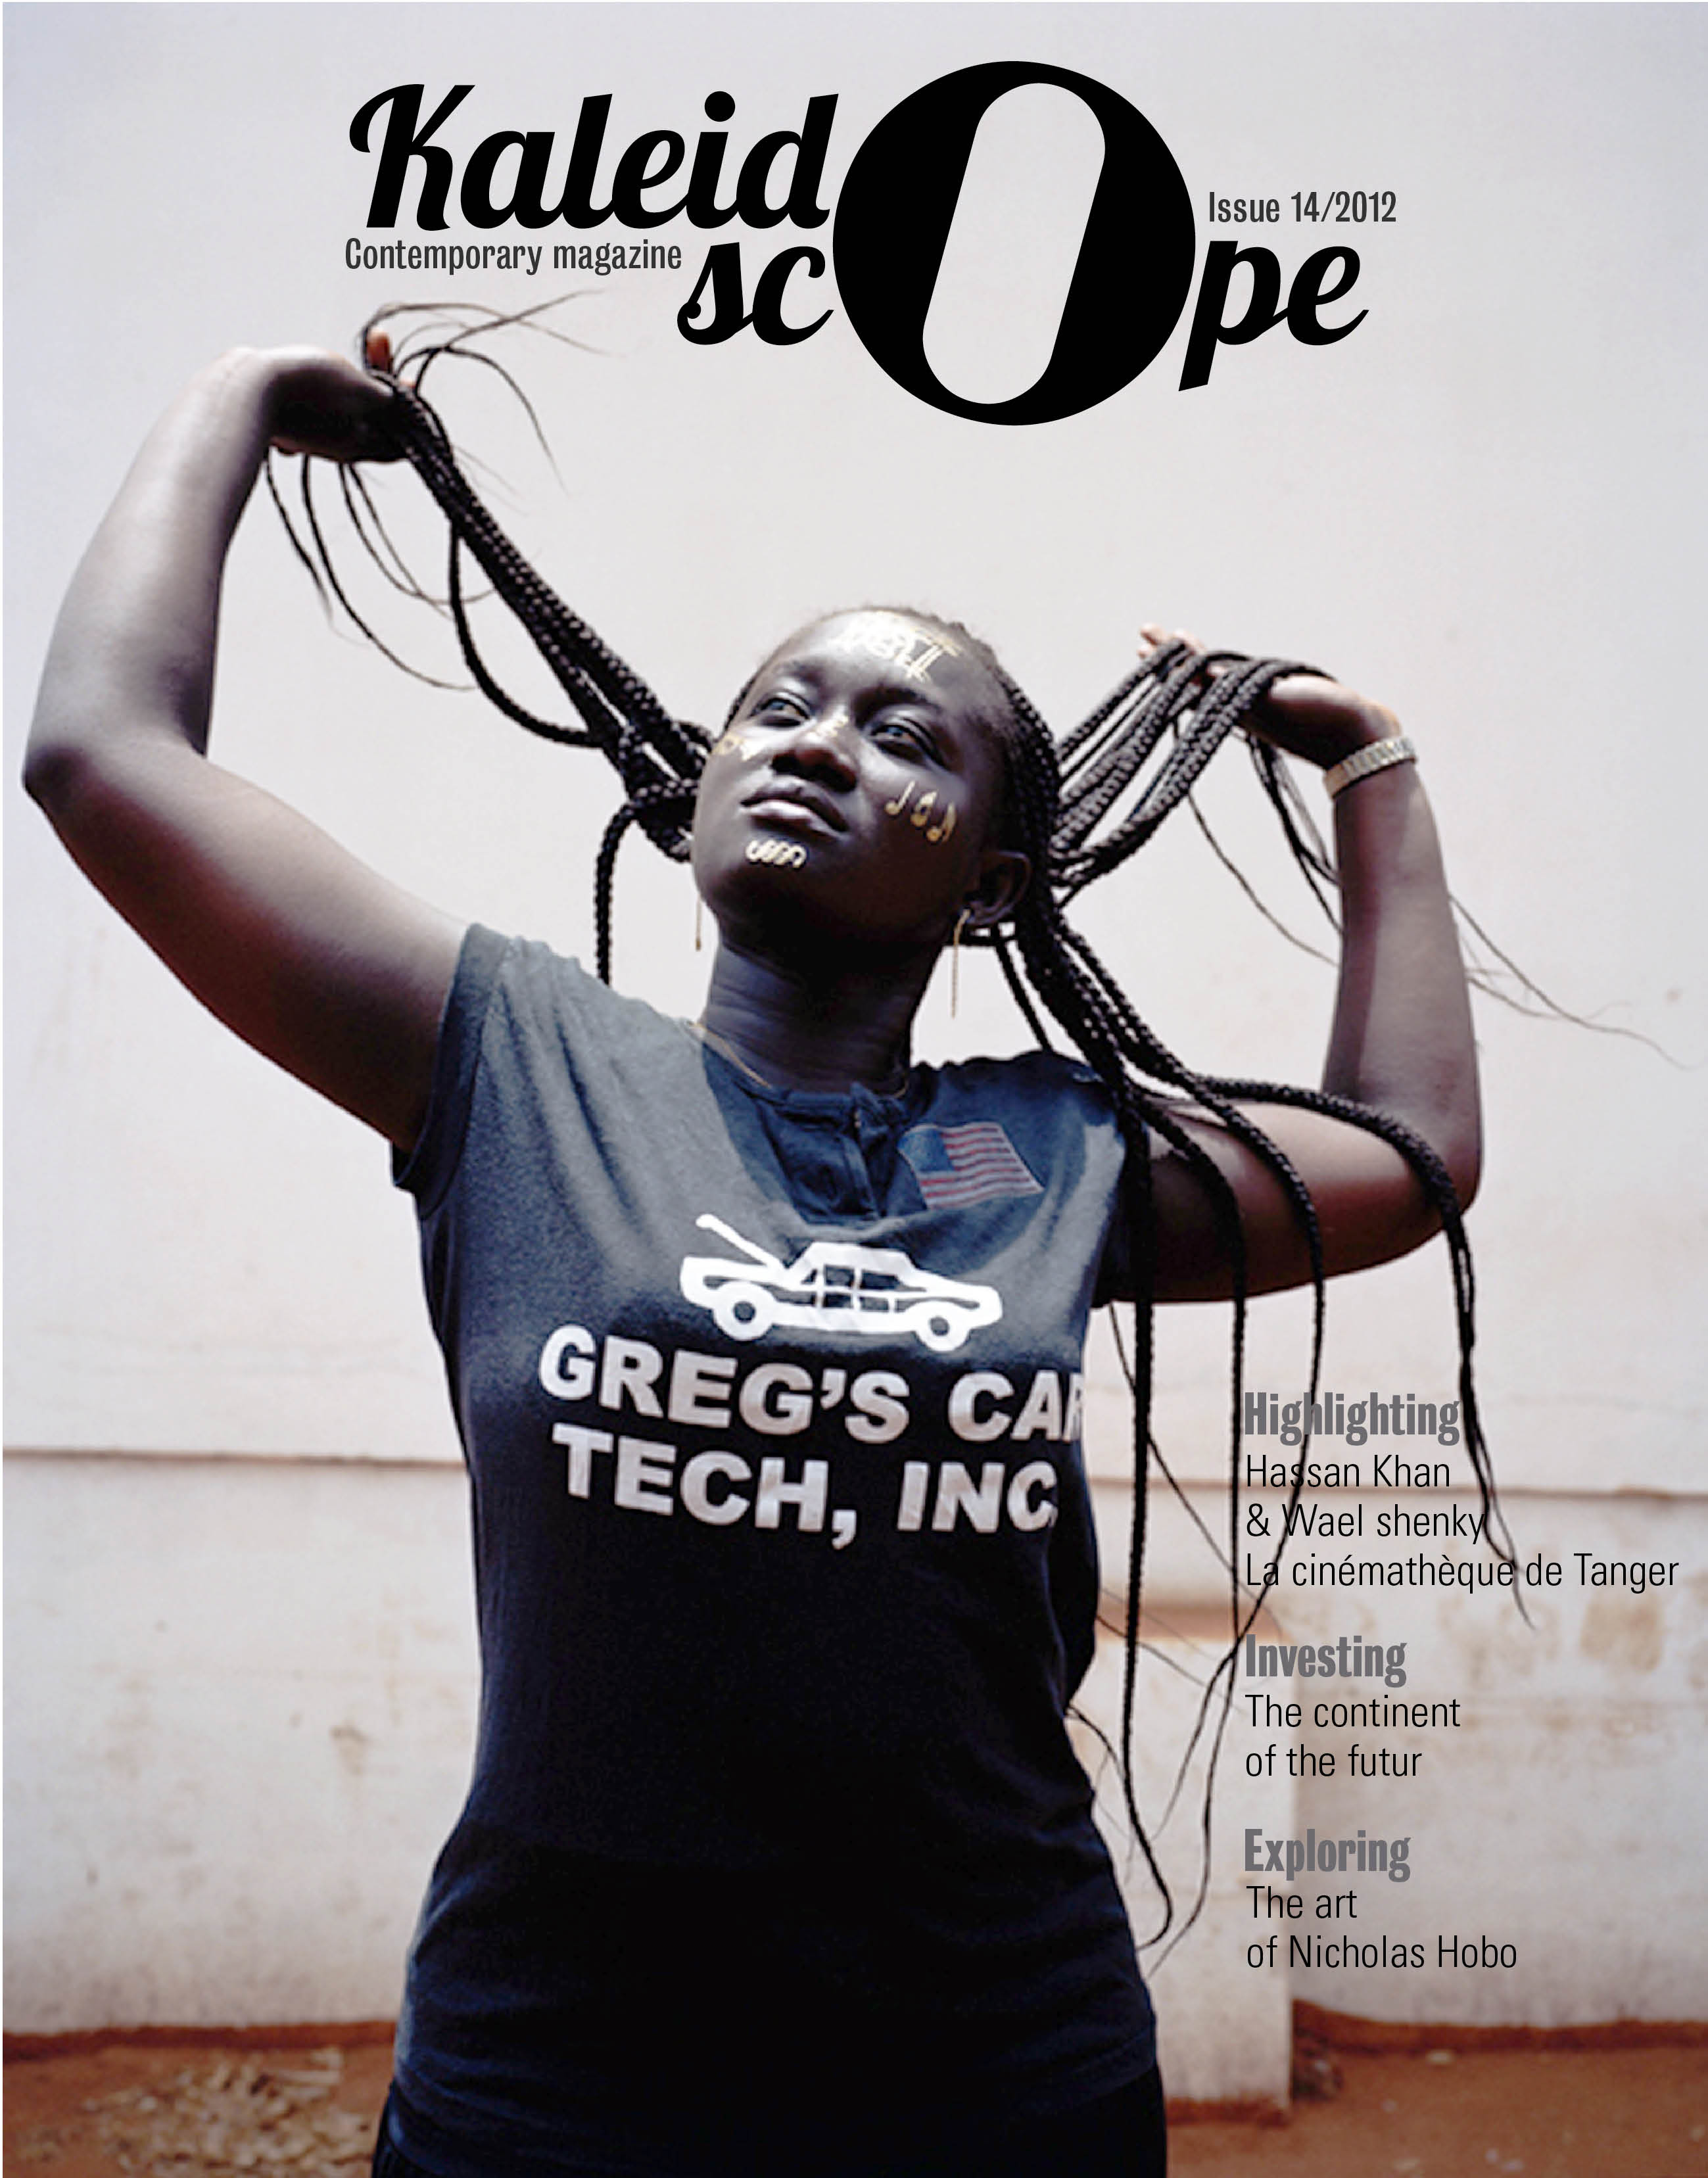 Kaleid
scOpe
Issue 14/2012
Contemporary magazine
GREG'S CAR
TECH, INC
Highlighting
Hassan Khan
& Wael shenky
La cinémathèque de Tanger
Investing
The continent
of the futur
Exploring
The art
of Nicholas Hobo